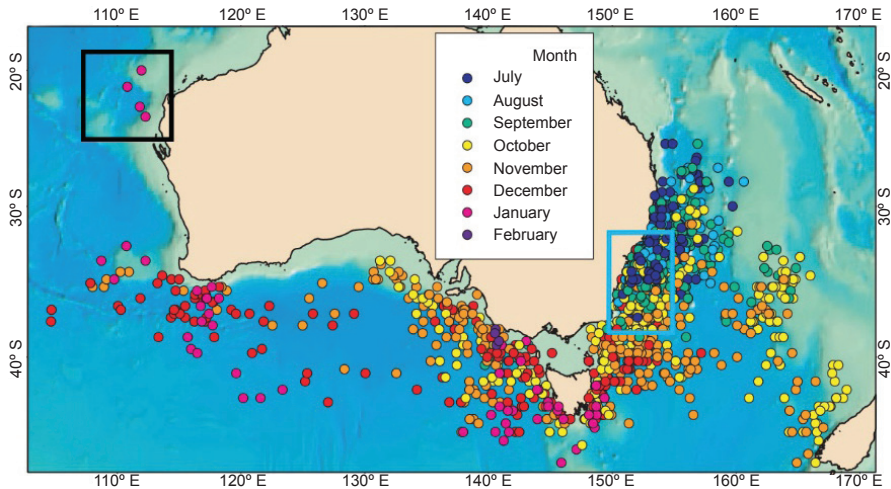 110° E 120° E 130° E 140° E 150° E 160° E 170° E
20° S
30° S
40° S
Month
July
August
September
October
November
December
January
February
20° S
30° S
40° S
110° E 120° E 130° E 140° E 150° E 160° E 170° E